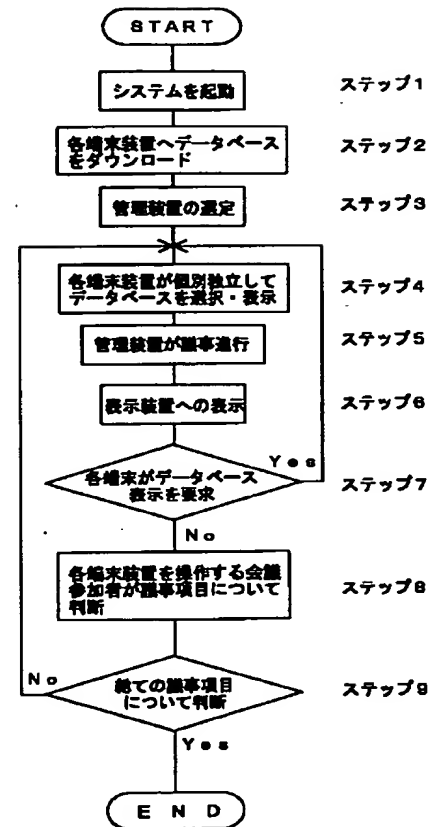 START
システムを起動
ステップ1
各端末装置へデータベース
をダウンロード
ステップ2
管理装置の選定
ステップ3
各端末装置が個別独立して
データベースを選択・表示
ステップ4
管理装置が議事進行
ステップ5
表示装置への表示
ステップ6
各端末がデータベース
表示を要求
Yes
ステップ7
No
各端末装置を操作する会議
参加者が議事項目について
判断
ステップ8
No
総ての議事項目
について判断
ステップ9
Yes
END